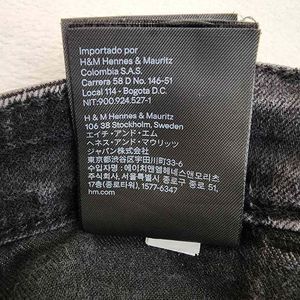 Importado por
H&M Hennes & Mauritz
Colombia S.A.S.
Carrera 58 D No. 146-51
Local 114 - Bogota D.C.
NIT:900.924.527-1
H & M Hennes & Mauritz
106 38 Stockholm, Sweden
エイチ・アンド・エム
ヘネス・アンド・マウリッツ
ジャパン株式会社
東京都渋谷区宇田川町33-6
수입자명 : 에이치앤엠헤네스앤모리츠
주소 : 서울특별시 종로구 종로 51,
17층(종로타워), 1577-6347
hm.com